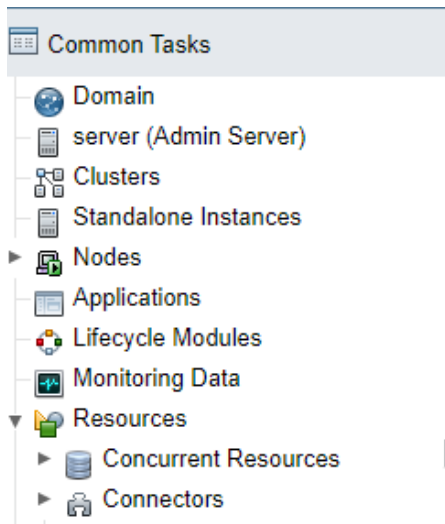 Common Tasks
Domain
server (Admin Server)
Clusters
Standalone Instances
Nodes
Applications
Lifecycle Modules
Monitoring Data
Resources
Concurrent Resources
Connectors